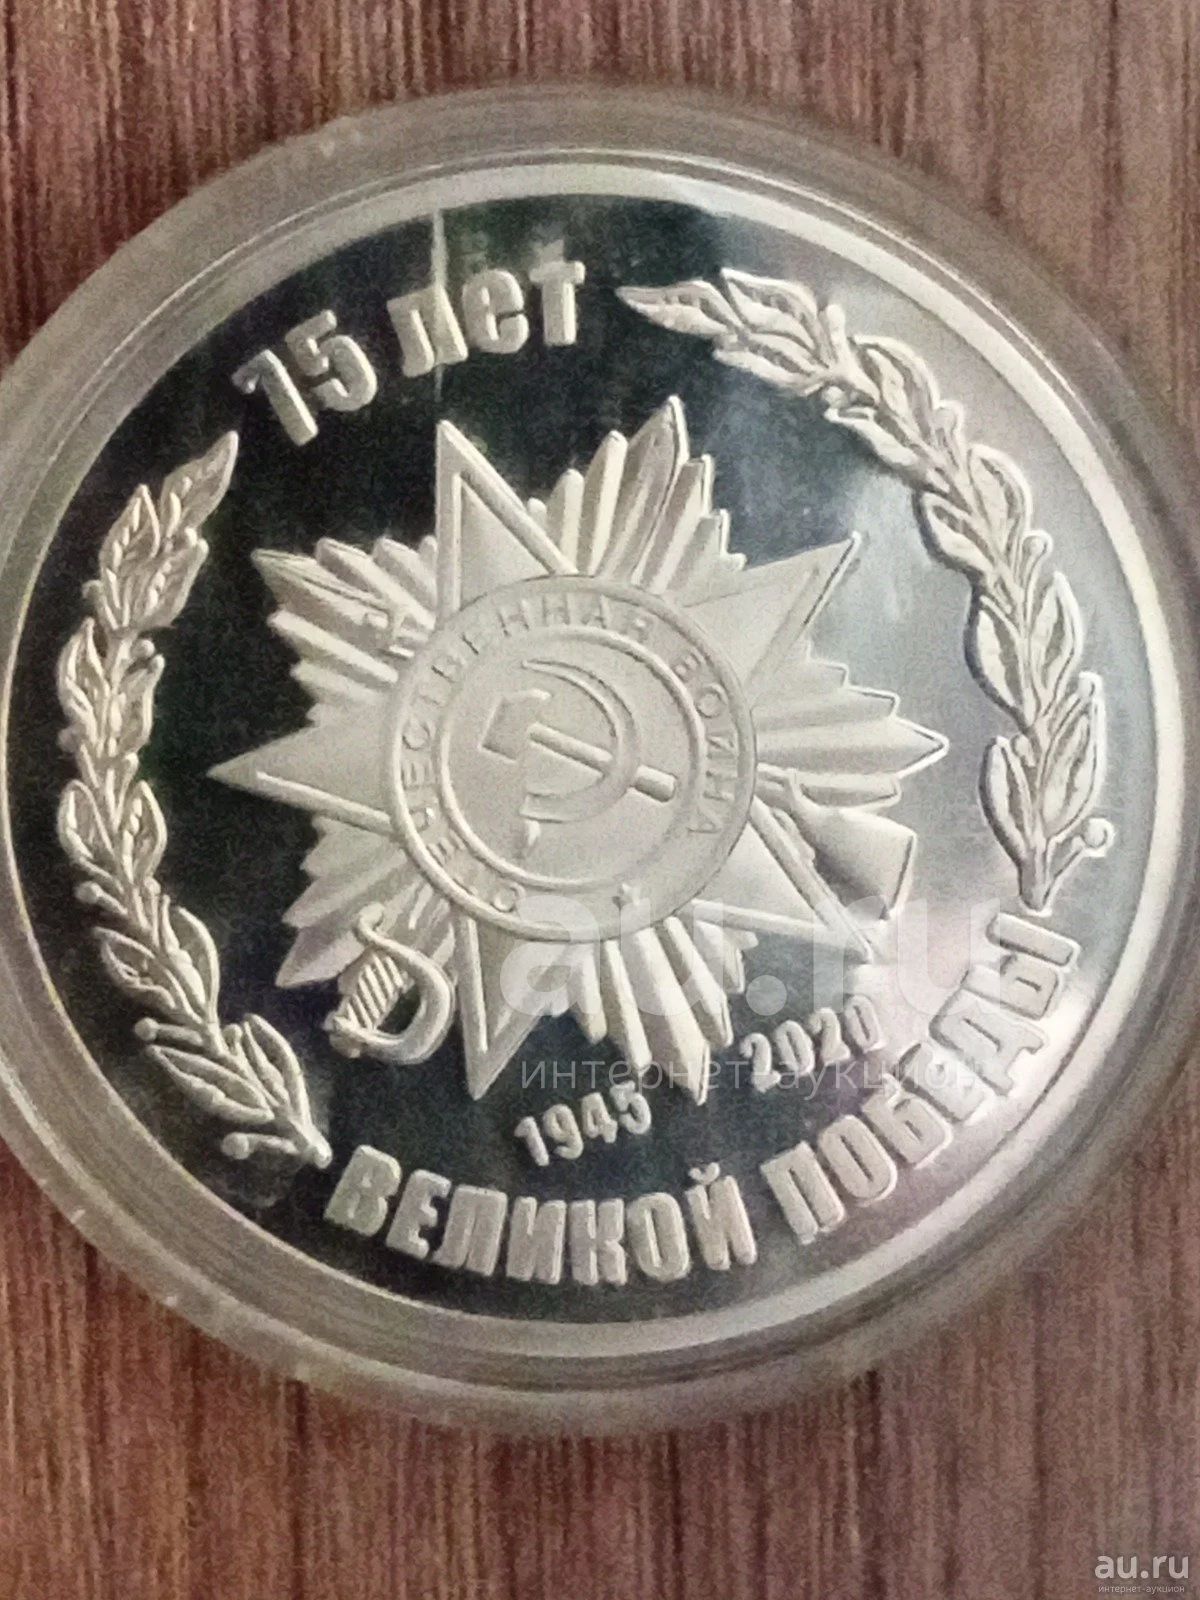 75 лет
ОТЕЧЕСТВЕННАЯ ВОЙНА
1945 2020
ВЕЛИКОЙ ПОБЕДЫ
au.ru
интернет-аукцион
au.ru
интернет-аукцион